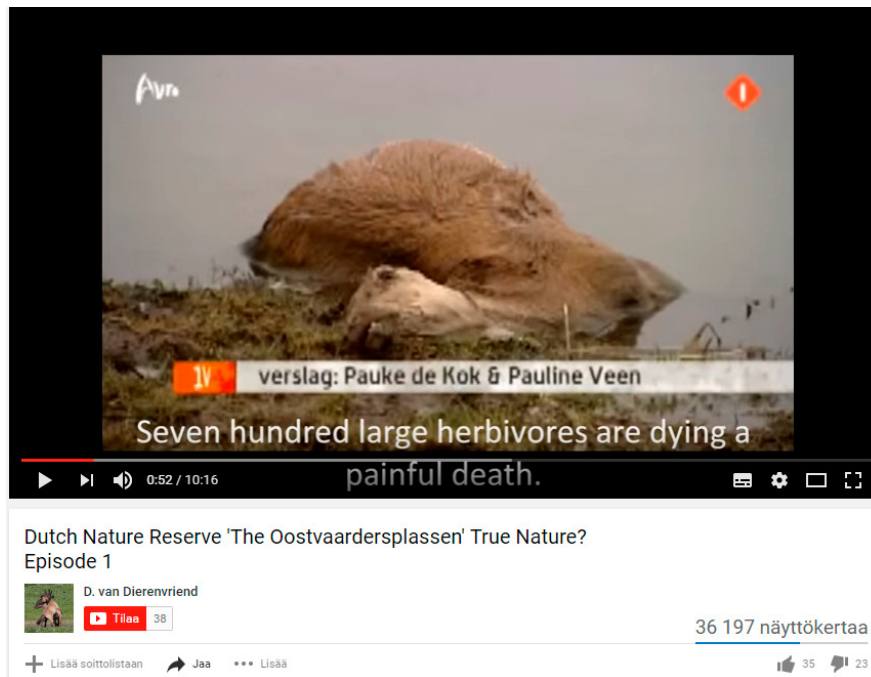 Avro
1
1V verslag: Pauke de Kok & Pauline Veen
Seven hundred large herbivores are dying a
painful death.
0:52 / 10:16
Dutch Nature Reserve 'The Oostvaardersplassen' True Nature?
Episode 1
D. van Dierenvriend
Tilaa 38
36 197 näyttökertaa
Lisää soittolistaan Jaa Lisää 35 23